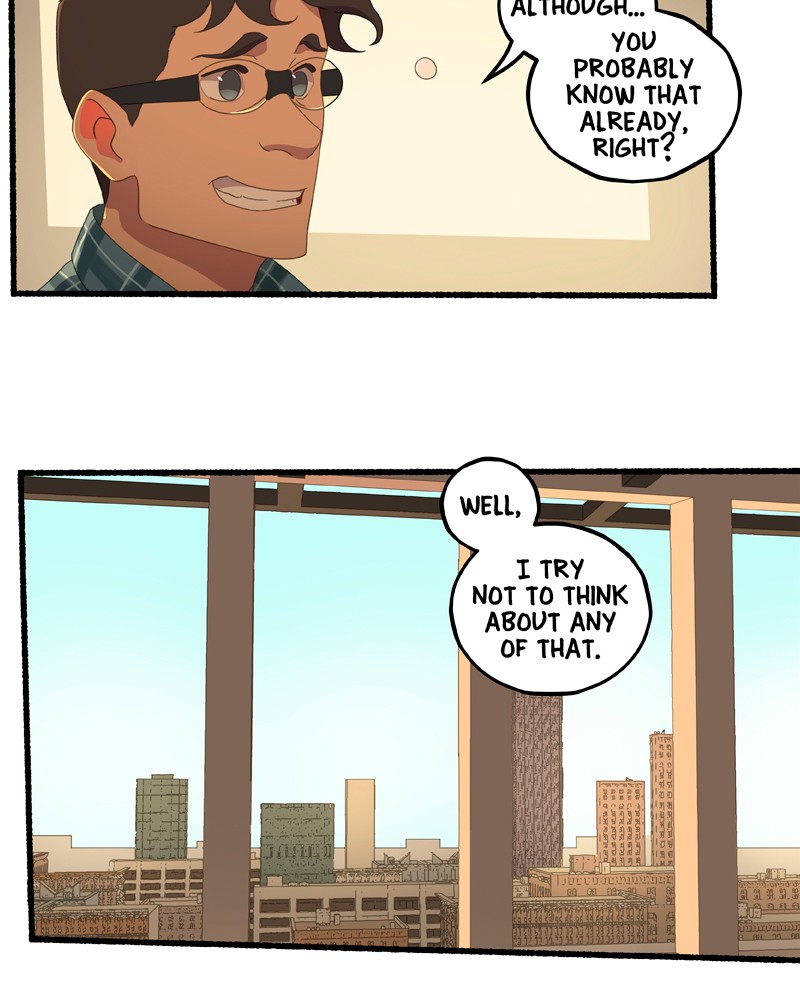 ALTHOUGH...
YOU
PROBABLY
KNOW THAT
ALREADY,
RIGHT?
WELL,
I TRY
NOT TO THINK
ABOUT ANY
OF THAT.